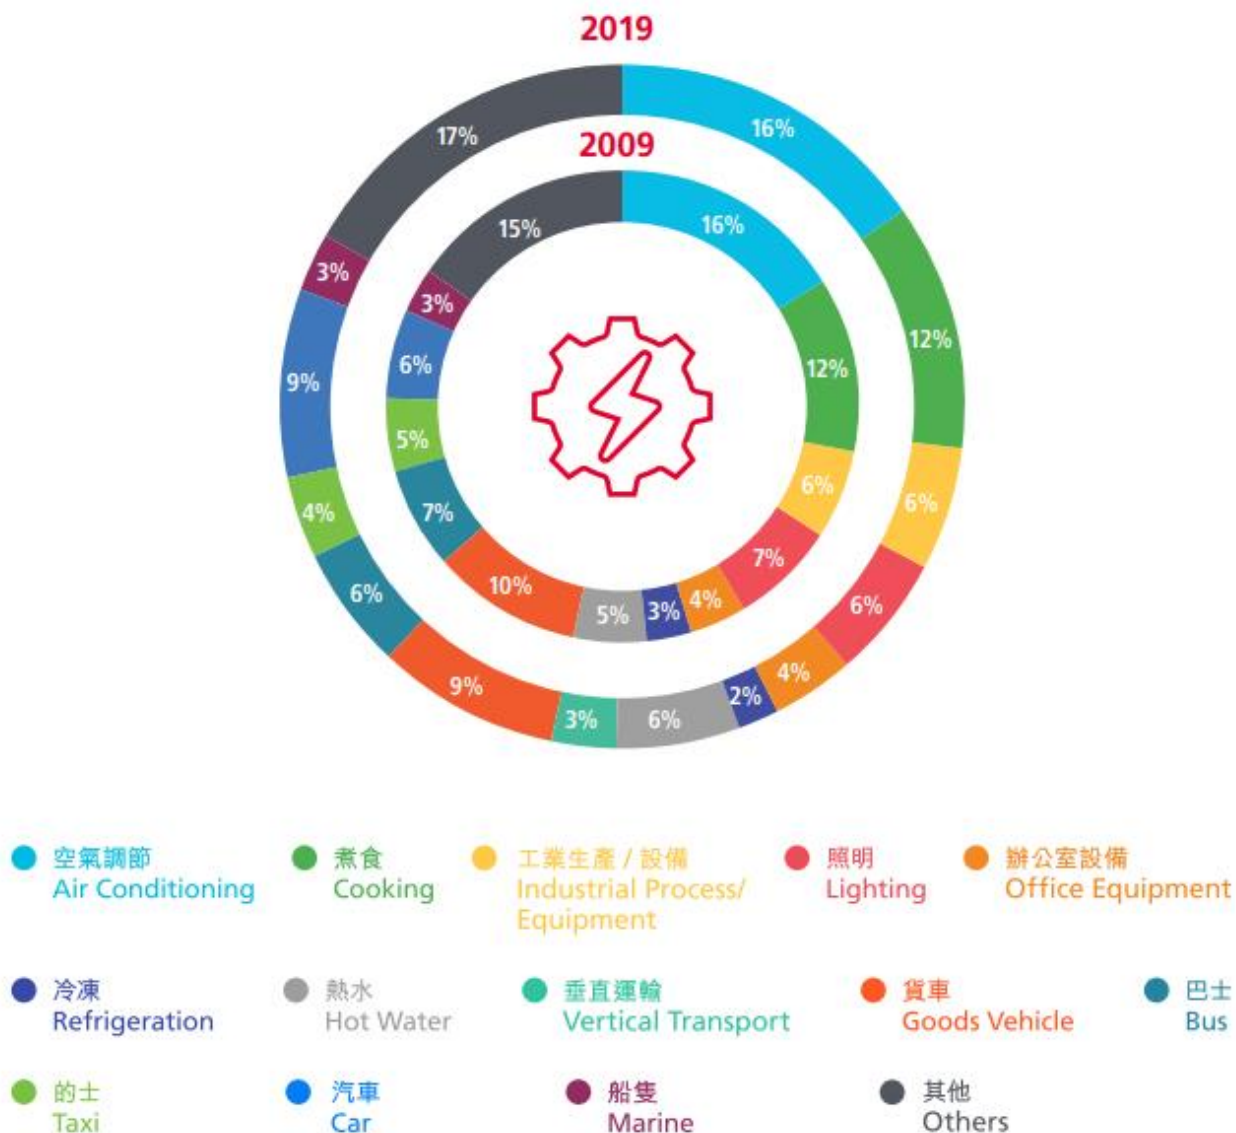 2019
17%
16%
2009
15%
16%
3%
3%
12%
9%
6%
12%
5%
6%
6%
4%
7%
7%
10%
5%
3%
4%
6%
6%
9%
3%
6%
2%
4%
空氣調節
Air Conditioning
煮食
Cooking
工業生產 / 設備
Industrial Process/
Equipment
照明
Lighting
辦公室設備
Office Equipment
冷凍
Refrigeration
熱水
Hot Water
垂直運輸
Vertical Transport
貨車
Goods Vehicle
巴士
Bus
的士
Taxi
汽車
Car
船隻
Marine
其他
Others